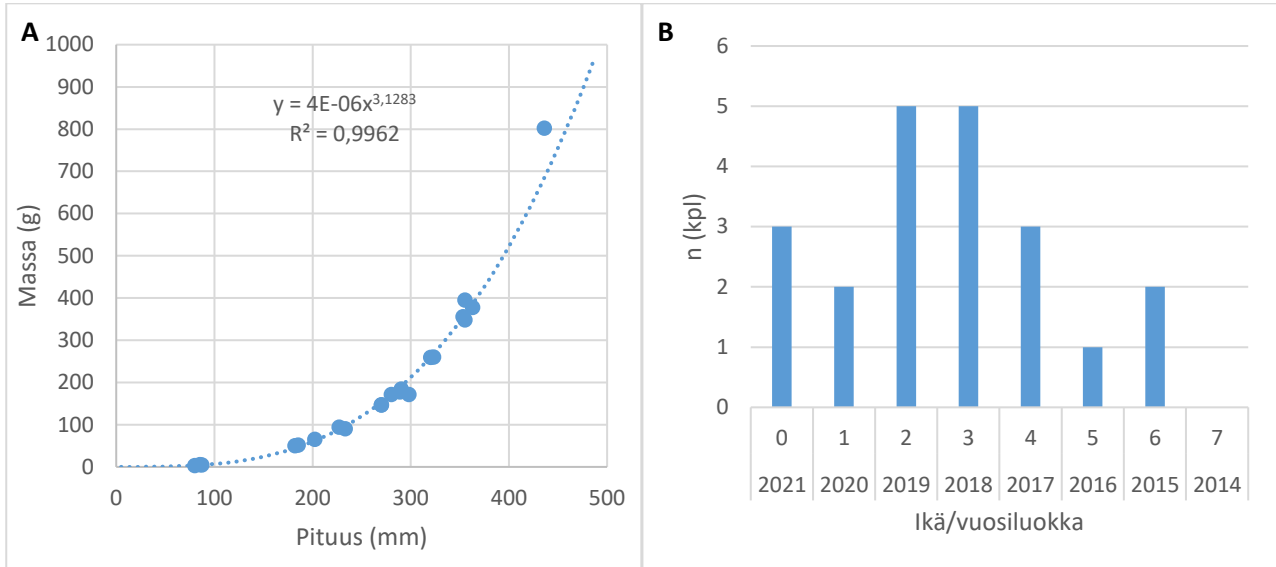 A
1000
900
800
700
600
500
400
300
200
100
0
Massa (g)
y = 4E-06x^3,1283
R² = 0,9962
0 100 200 300 400 500
Pituus (mm)
B
6
5
4
3
2
1
0
n (kpl)
0 1 2 3 4 5 6 7
2021 2020 2019 2018 2017 2016 2015 2014
Ikä/vuosiluokka